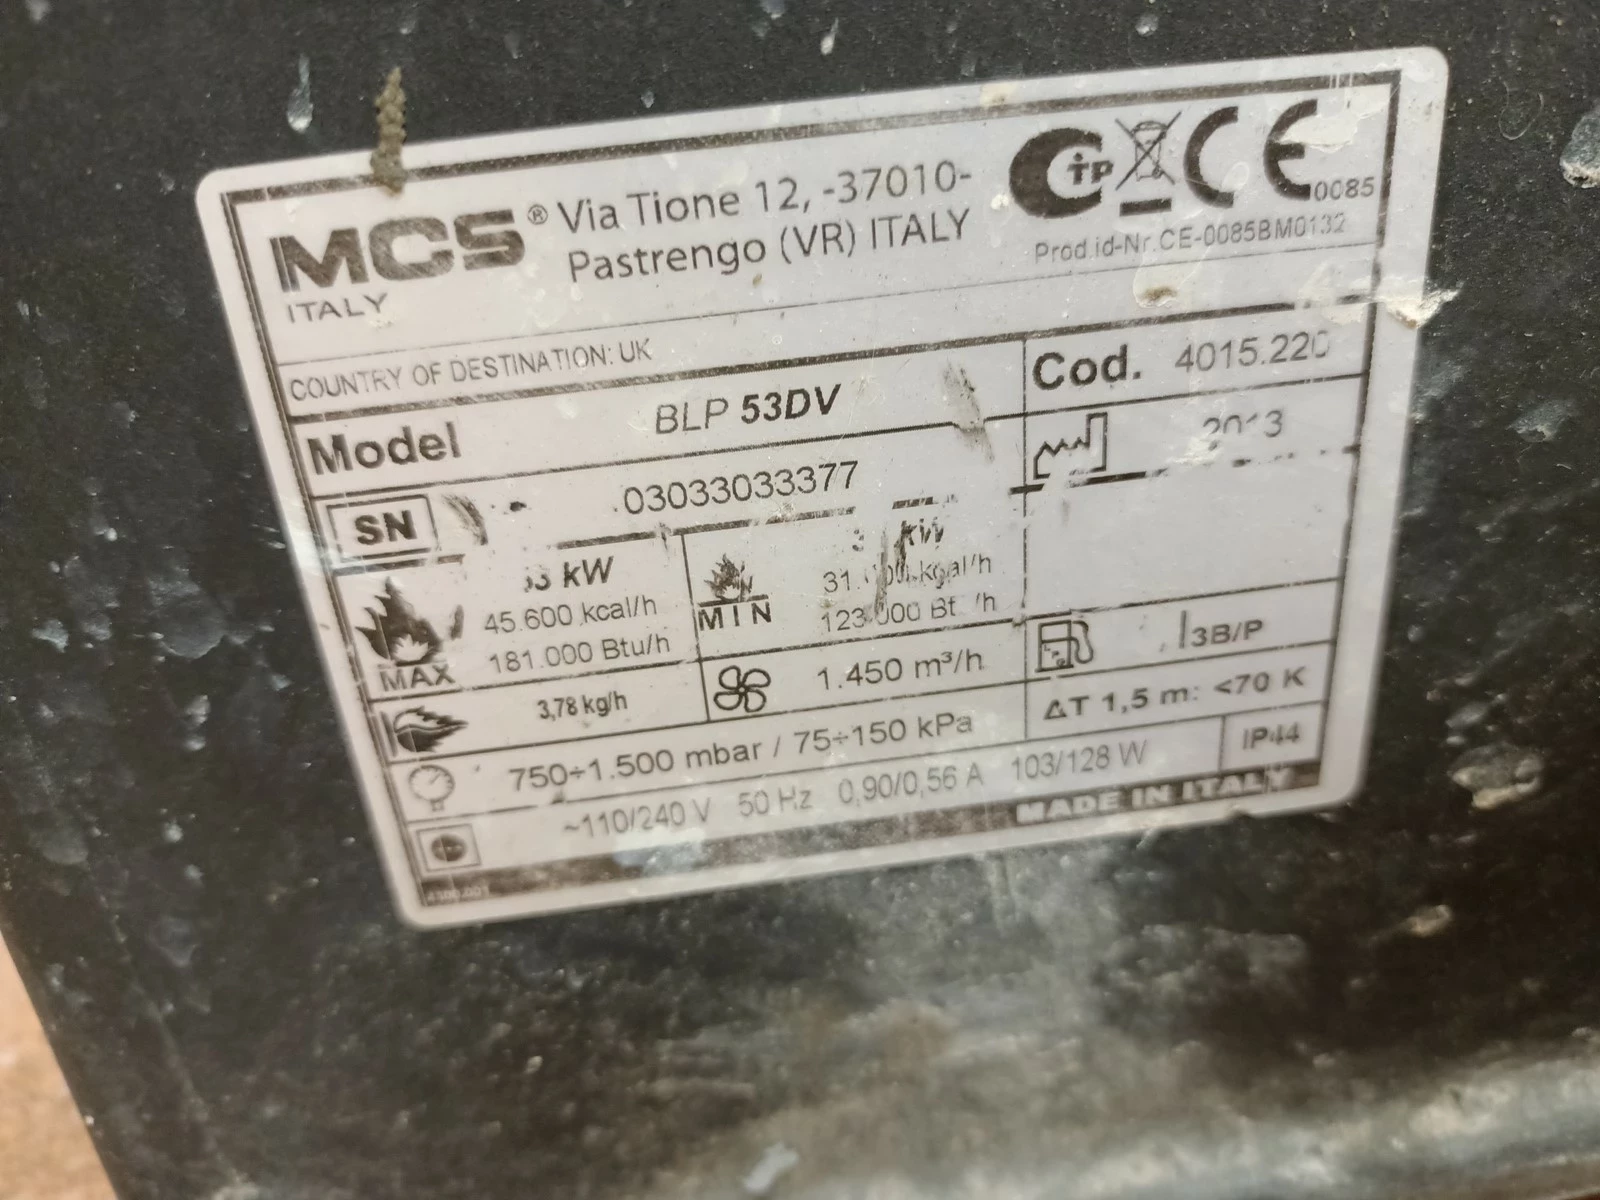 MCS®
ITALY
Via Tione 12, -37010-
Pastrengo (VR) ITALY
CE
0085
Prod.id-Nr.CE-0085BM0132
COUNTRY OF DESTINATION: UK
Model BLP 53DV
Cod. 4015.220
SN 03033033377
MAX
kW
45.600 kcal/h
181.000 Btu/h
MIN
kW
3,78 kg/h
1.450 m³/h
I3B/P
750÷1.500 mbar / 75÷150 kPa
ΔT 1,5 m: <70 K
~110/240 V 50 Hz 0,90/0,56 A 103/128 W
IP44
MADE IN ITALY